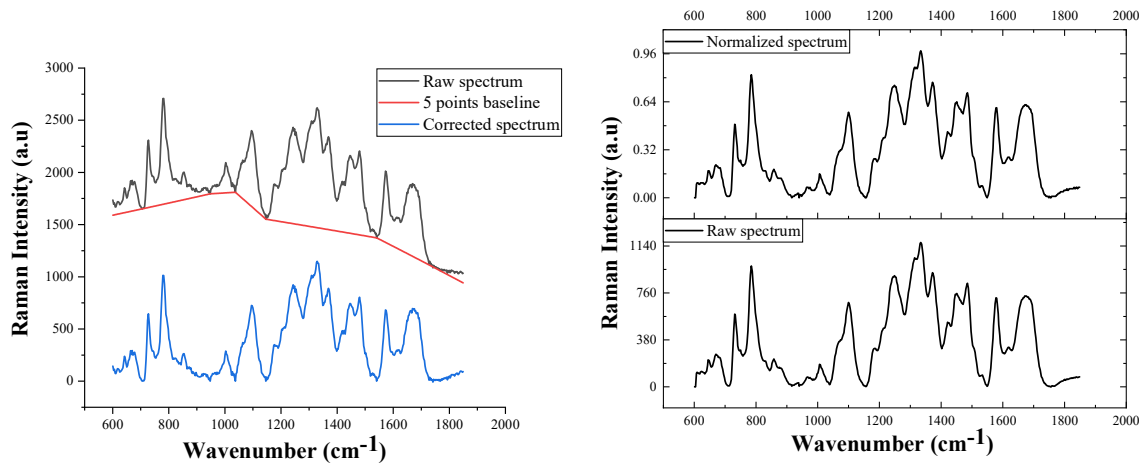 3000
2500
2000
1500
1000
500
0
Raman Intensity (a.u)
Raw spectrum
5 points baseline
Corrected spectrum
600 800 1000 1200 1400 1600 1800 2000
Wavenumber (cm-1)
600 800 1000 1200 1400 1600 1800 2000
Normalized spectrum
0.96
0.64
0.32
0.00
Raw spectrum
1140
760
380
0
Raman Intensity (a.u)
600 800 1000 1200 1400 1600 1800 2000
Wavenumber (cm-1)